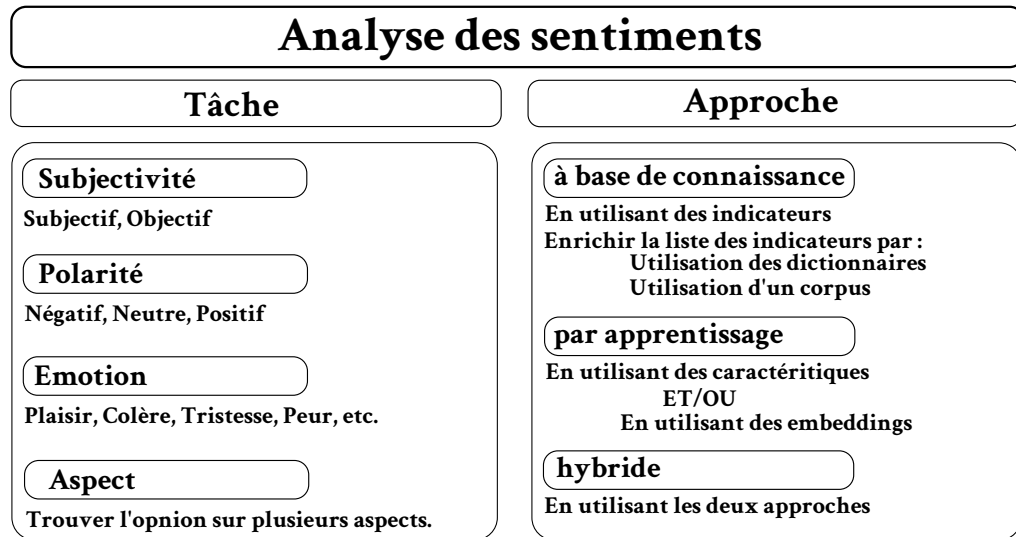 Analyse des sentiments
Tâche
Subjectivité
Subjectif, Objectif
Polarité
Négatif, Neutre, Positif
Emotion
Plaisir, Colère, Tristesse, Peur, etc.
Aspect
Trouver l'opnion sur plusieurs aspects.
Approche
à base de connaissance
En utilisant des indicateurs
Enrichir la liste des indicateurs par :
Utilisation des dictionnaires
Utilisation d'un corpus
par apprentissage
En utilisant des caractéritiques
ET/OU
En utilisant des embeddings
hybride
En utilisant les deux approches